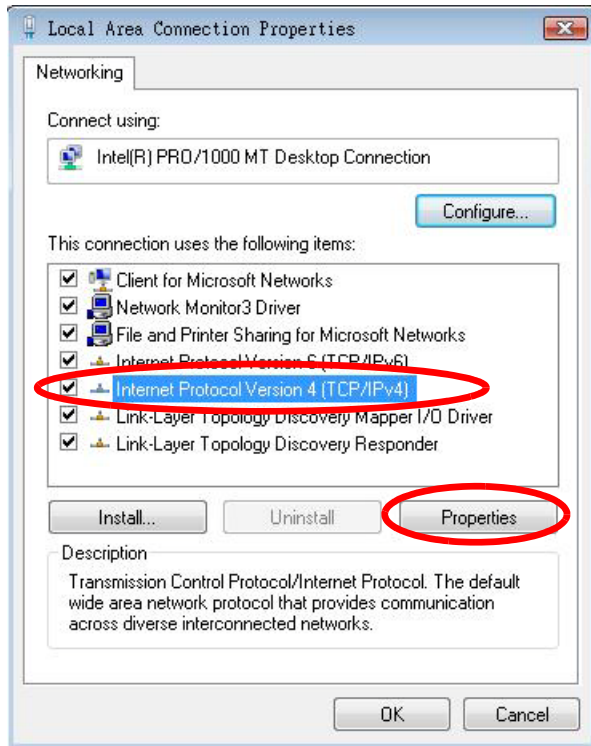 Local Area Connection Properties
Networking
Connect using:
Intel(R) PRO/1000 MT Desktop Connection
Configure...
This connection uses the following items:
Client for Microsoft Networks
Network Monitor3 Driver
File and Printer Sharing for Microsoft Networks
Internet Protocol Version 6 (TCP/IPv6)
Internet Protocol Version 4 (TCP/IPv4)
Link-Layer Topology Discovery Mapper I/O Driver
Link-Layer Topology Discovery Responder
Install...
Uninstall
Properties
Description
Transmission Control Protocol/Internet Protocol. The default
wide area network protocol that provides communication
across diverse interconnected networks.
OK
Cancel